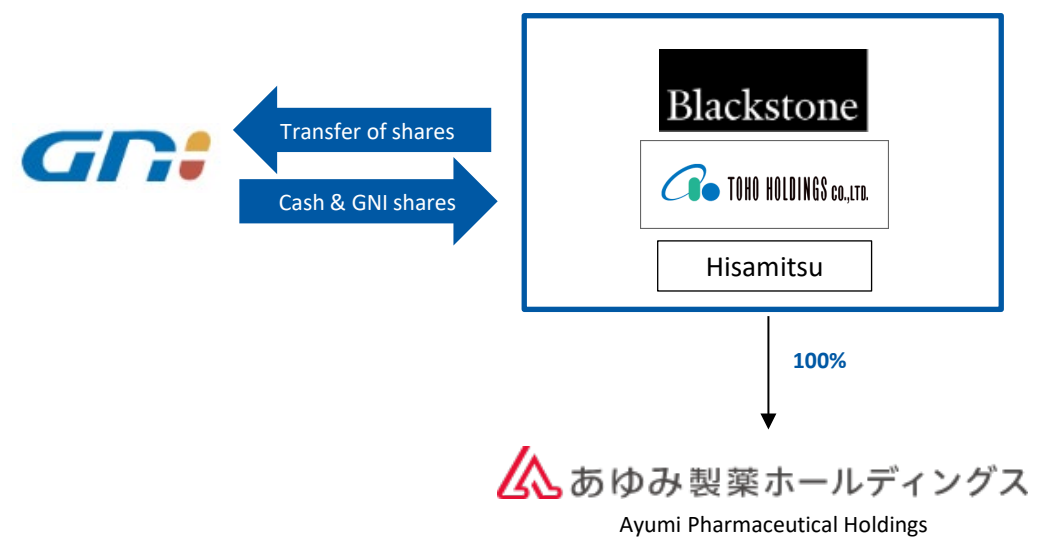 Blackstone
GNI
Transfer of shares
TOHO HOLDINGS CO.,LTD.
Cash & GNI shares
Hisamitsu
100%
あゆみ製薬ホールディングス
Ayumi Pharmaceutical Holdings